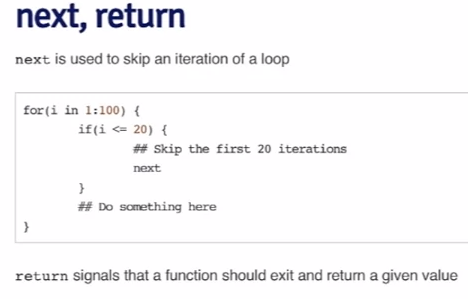 next, return
next is used to skip an iteration of a loop
for(i in 1:100) {
        if(i <= 20) {
                ## Skip the first 20 iterations
                next
        }
        ## Do something here
}
return signals that a function should exit and return a given value